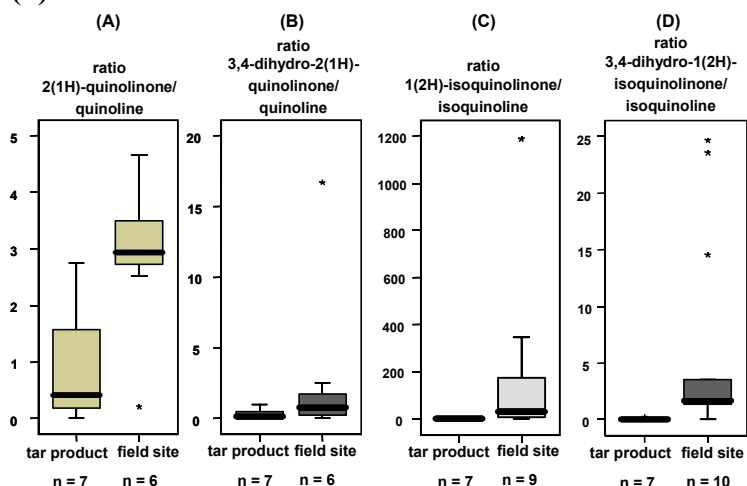 (A)
ratio
2(1H)-quinolinone/
quinoline
5
4
3
2
1
0
*
tar product field site
n = 7 n = 6
(B)
ratio
3,4-dihydro-2(1H)-
quinolinone/
quinoline
20
15
10
5
0
*
tar product field site
n = 7 n = 6
(C)
ratio
1(2H)-isoquinolinone/
isoquinoline
1200
1000
800
600
400
200
0
*
tar product field site
n = 7 n = 9
(D)
ratio
3,4-dihydro-1(2H)-
isoquinolinone/
isoquinoline
25
20
15
10
5
0
*
*
*
tar product field site
n = 7 n = 10